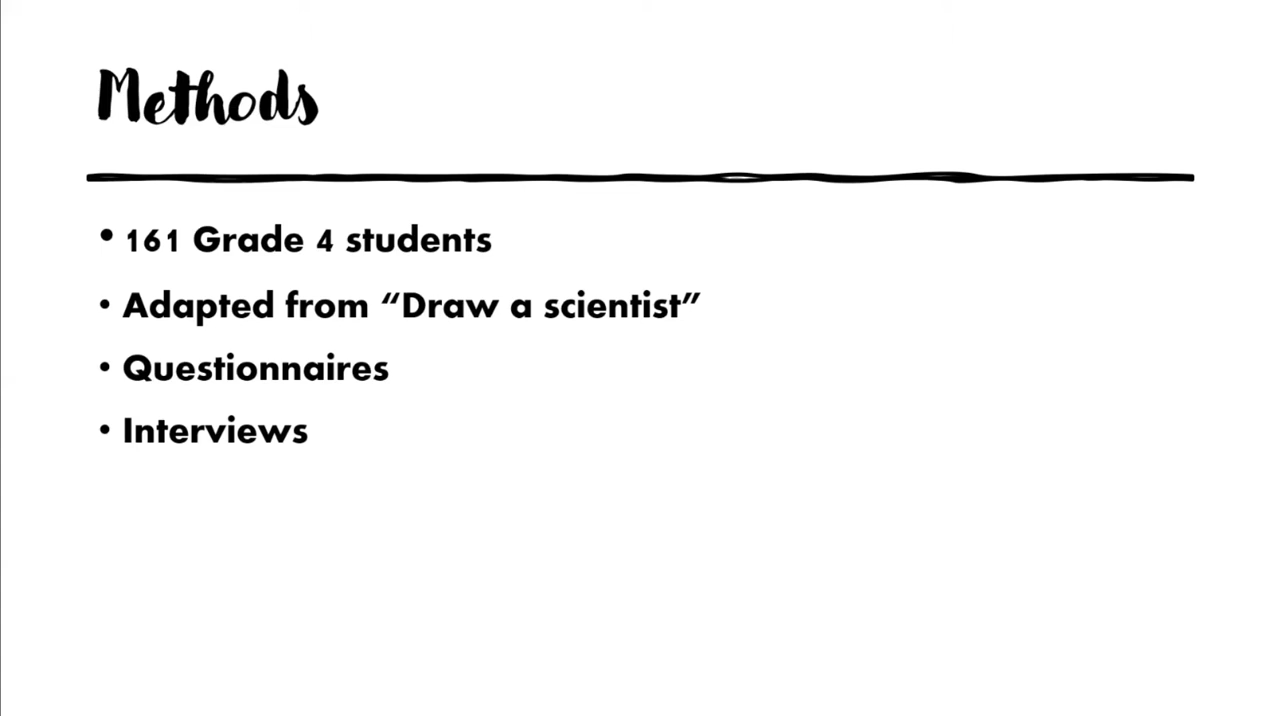 Methods
• 161 Grade 4 students
• Adapted from “Draw a scientist”
• Questionnaires
• Interviews